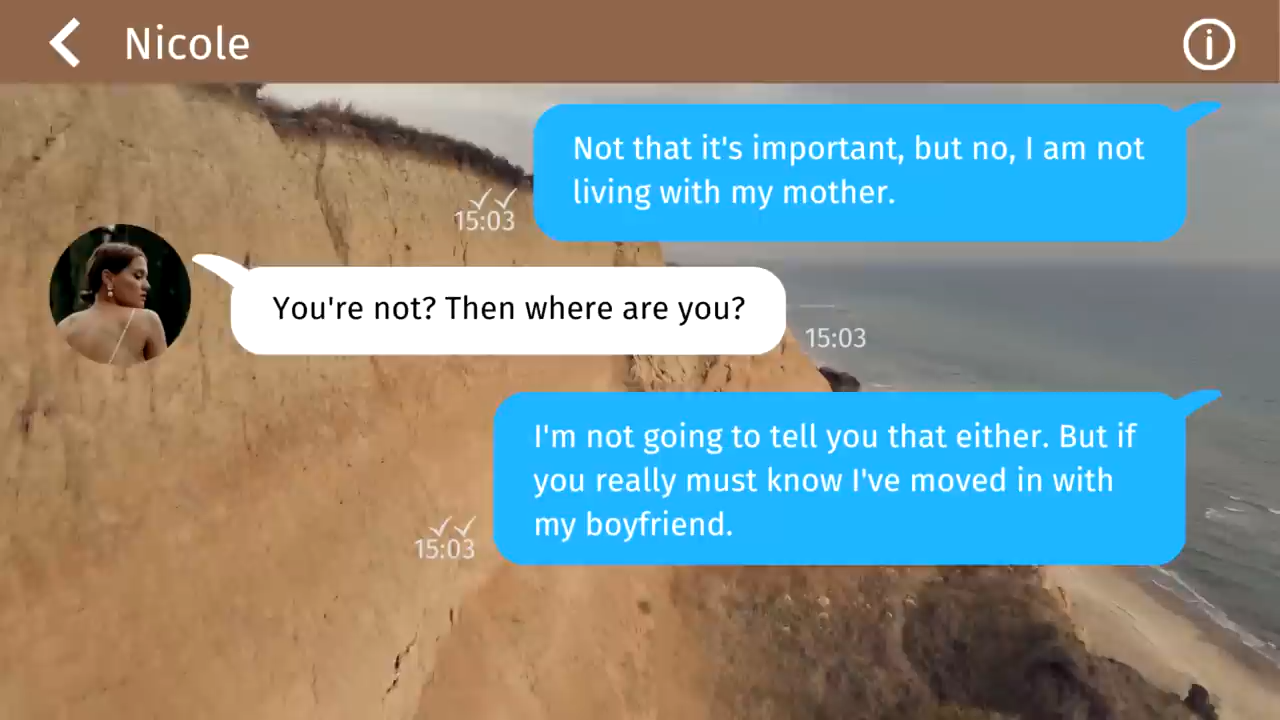 Nicole
Not that it's important, but no, I am not
living with my mother.
15:03
You're not? Then where are you?
15:03
I'm not going to tell you that either. But if
you really must know I've moved in with
my boyfriend.
15:03